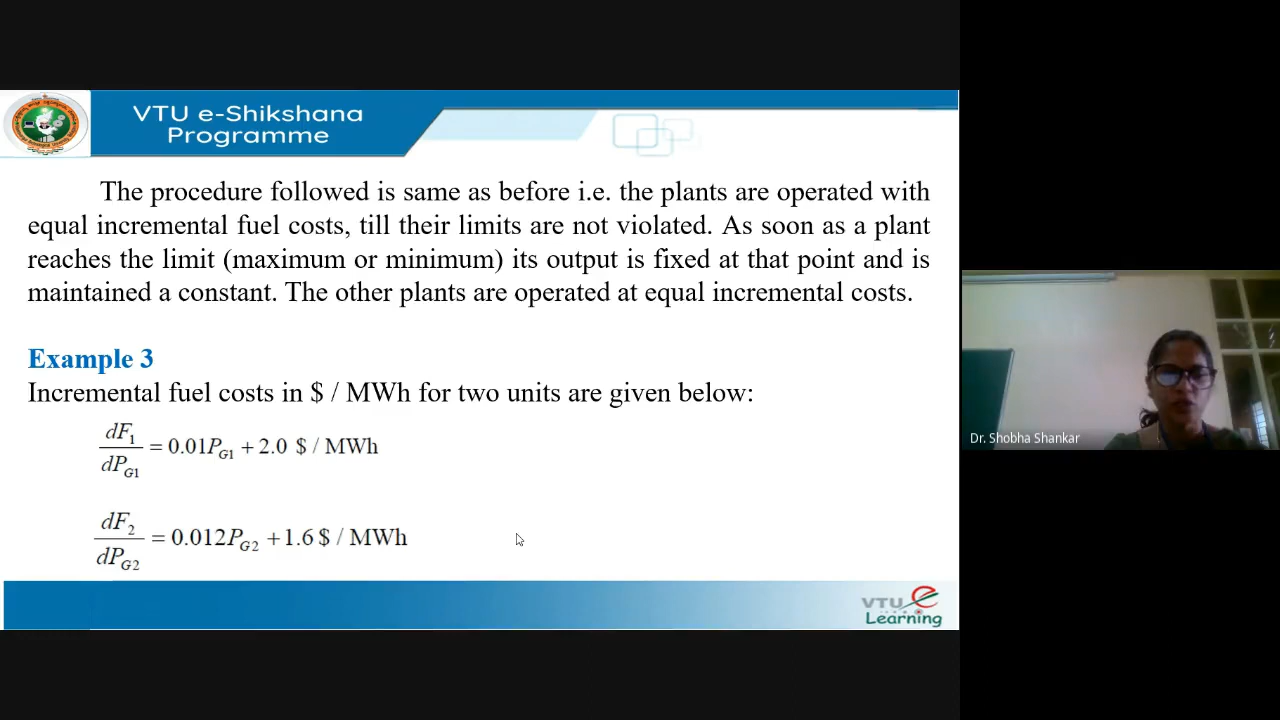 VTU e-Shikshana
Programme
The procedure followed is same as before i.e. the plants are operated with
equal incremental fuel costs, till their limits are not violated. As soon as a plant
reaches the limit (maximum or minimum) its output is fixed at that point and is
maintained a constant. The other plants are operated at equal incremental costs.
Example 3
Incremental fuel costs in $ / MWh for two units are given below:
dF₁/dP_G1 = 0.01P_G1 + 2.0 $ / MWh
dF₂/dP_G2 = 0.012P_G2 + 1.6 $ / MWh
Dr. Shobha Shankar
VTU e
Learning